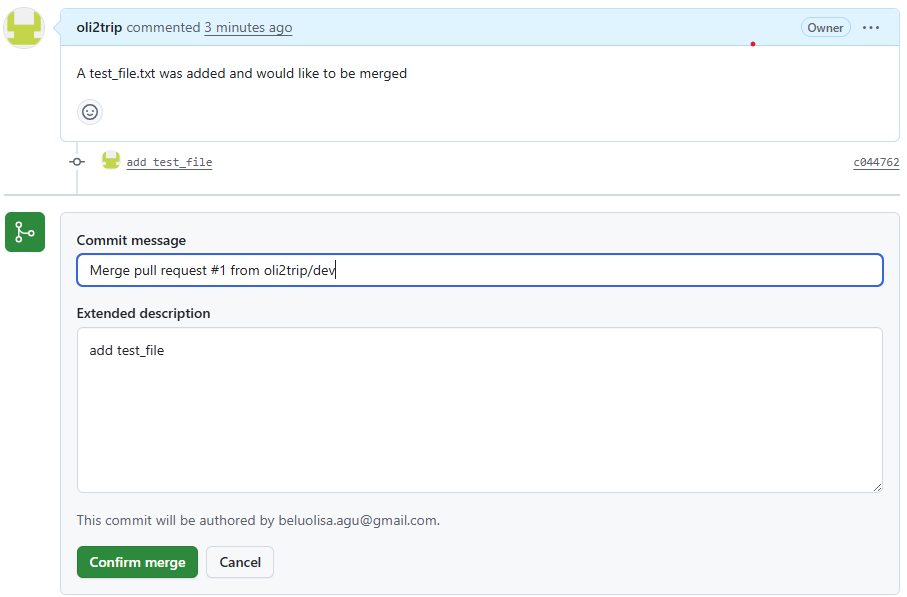 oli2trip commented 3 minutes ago Owner
A test_file.txt was added and would like to be merged
add test_file c044762
Commit message
Merge pull request #1 from oli2trip/dev
Extended description
add test_file
This commit will be authored by beluolisa.agu@gmail.com.
Confirm merge Cancel